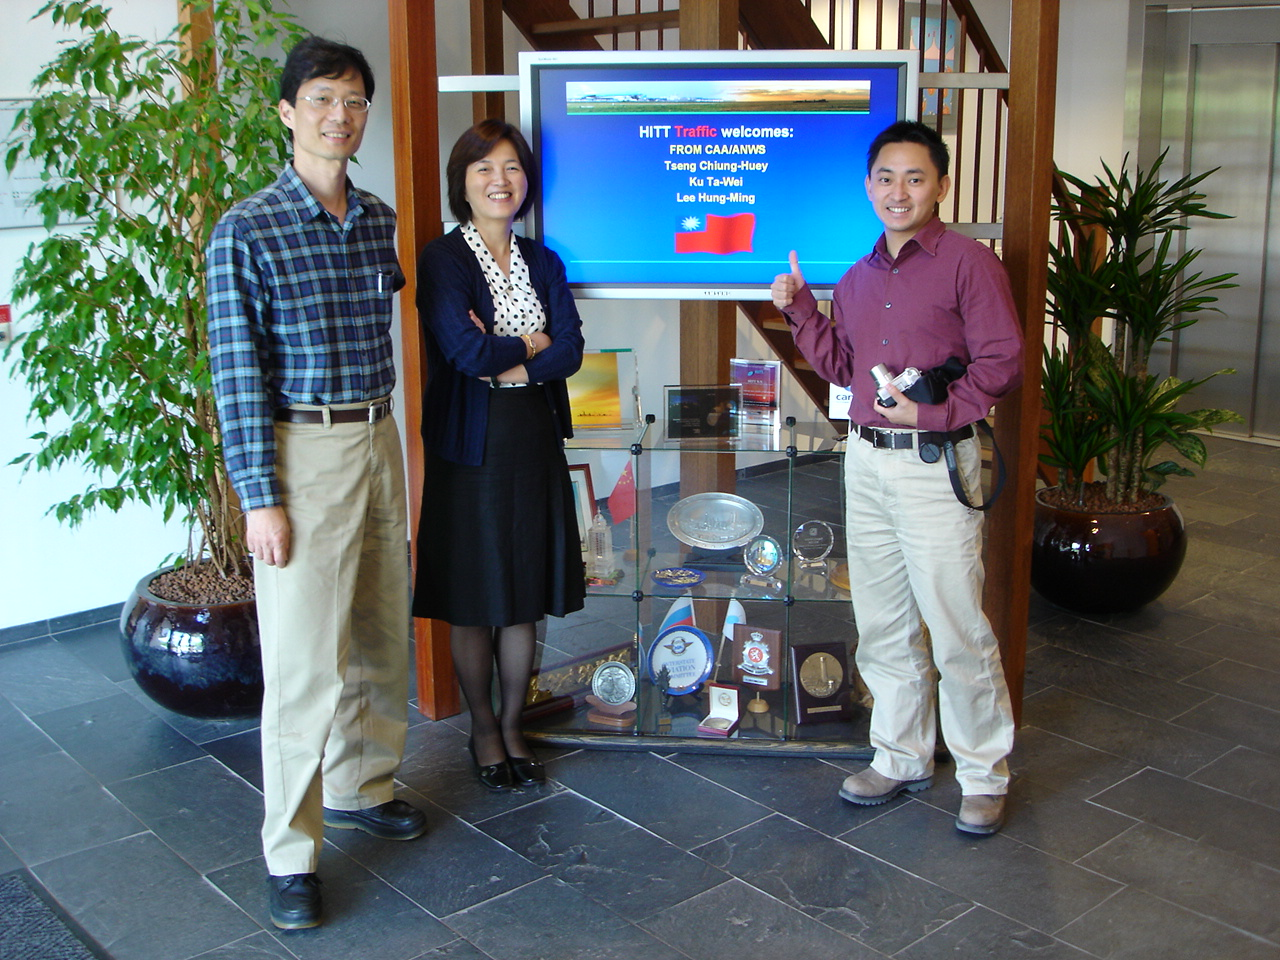 HITT Traffic welcomes:
FROM CAA/ANWS
Tseng Chiung-Huey
Ku Ta-Wei
Lee Hung-Ming